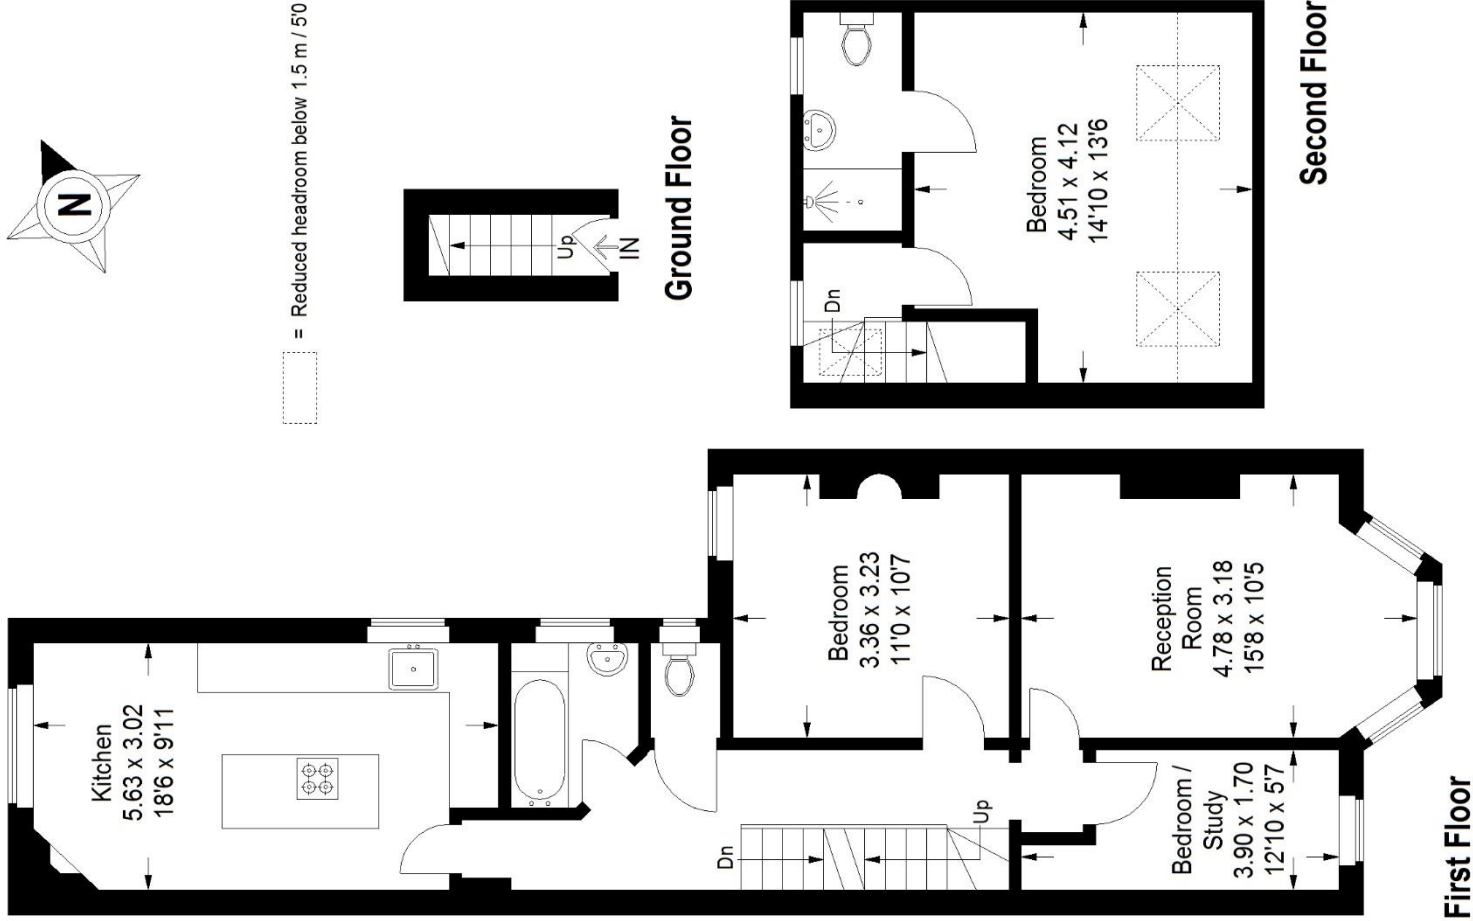 N
= Reduced headroom below 1.5 m / 5'0
Up
IN
Ground Floor
Dn
Bedroom
4.51 x 4.12
14'10 x 13'6
Second Floor
Kitchen
5.63 x 3.02
18'6 x 9'11
Bedroom
3.36 x 3.23
11'0 x 10'7
Reception
Room
4.78 x 3.18
15'8 x 10'5
Dn
Up
Bedroom /
Study
3.90 x 1.70
12'10 x 5'7
First Floor